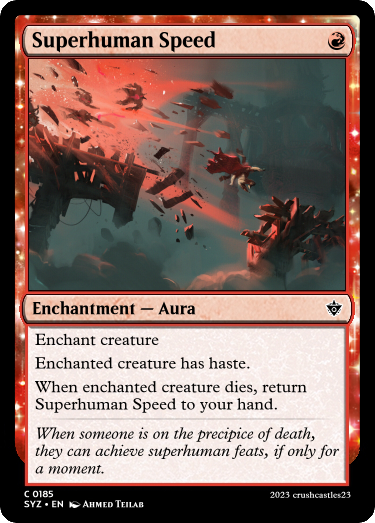 Superhuman Speed
Enchantment — Aura
Enchant creature
Enchanted creature has haste.
When enchanted creature dies, return
Superhuman Speed to your hand.
When someone is on the precipice of death,
they can achieve superhuman feats, if only for
a moment.
C 0185
SYZ • EN Ahmed Teilab
2023 crushcastles23